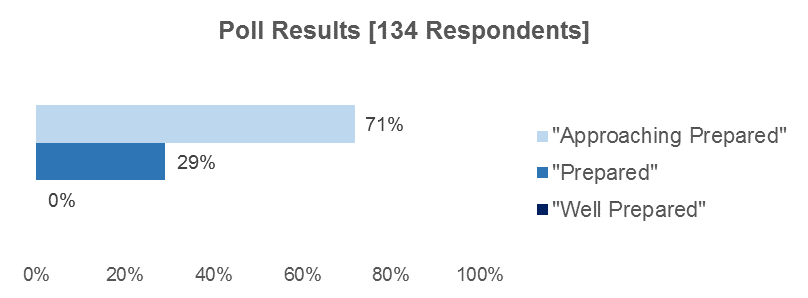 Poll Results [134 Respondents]
71%
29%
0%
"Approaching Prepared"
"Prepared"
"Well Prepared"
0% 20% 40% 60% 80% 100%